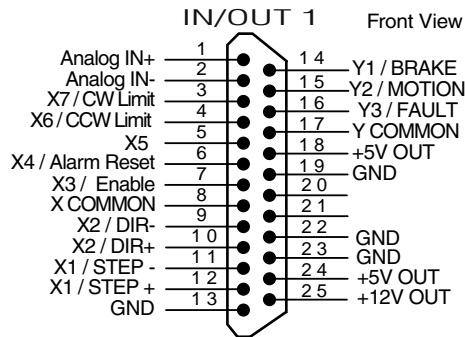 IN/OUT 1 Front View
Analog IN+ 1
Analog IN- 2
X7 / CW Limit 3
X6 / CCW Limit 4
X5 5
X4 / Alarm Reset 6
X3 / Enable 7
X COMMON 8
X2 / DIR- 9
X2 / DIR+ 10
X1 / STEP - 11
X1 / STEP + 12
GND 13
14 Y1 / BRAKE
15 Y2 / MOTION
16 Y3 / FAULT
17 Y COMMON
18 +5V OUT
19 GND
20
21
22 GND
23 GND
24 +5V OUT
25 +12V OUT